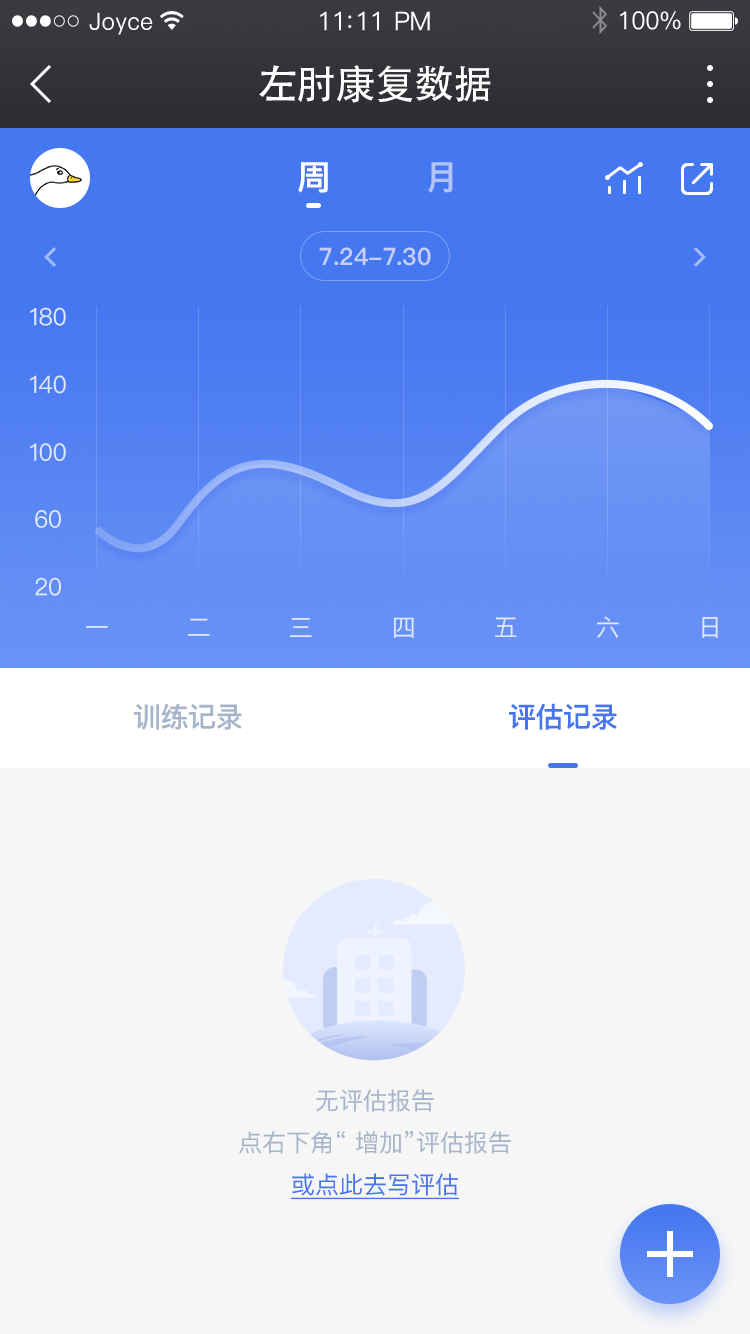 Joyce 11:11 PM 100%
左肘康复数据
周 月
7.24–7.30
180
140
100
60
20
一 二 三 四 五 六 日
训练记录 评估记录
无评估报告
点右下角“ 增加”评估报告
或点此去写评估